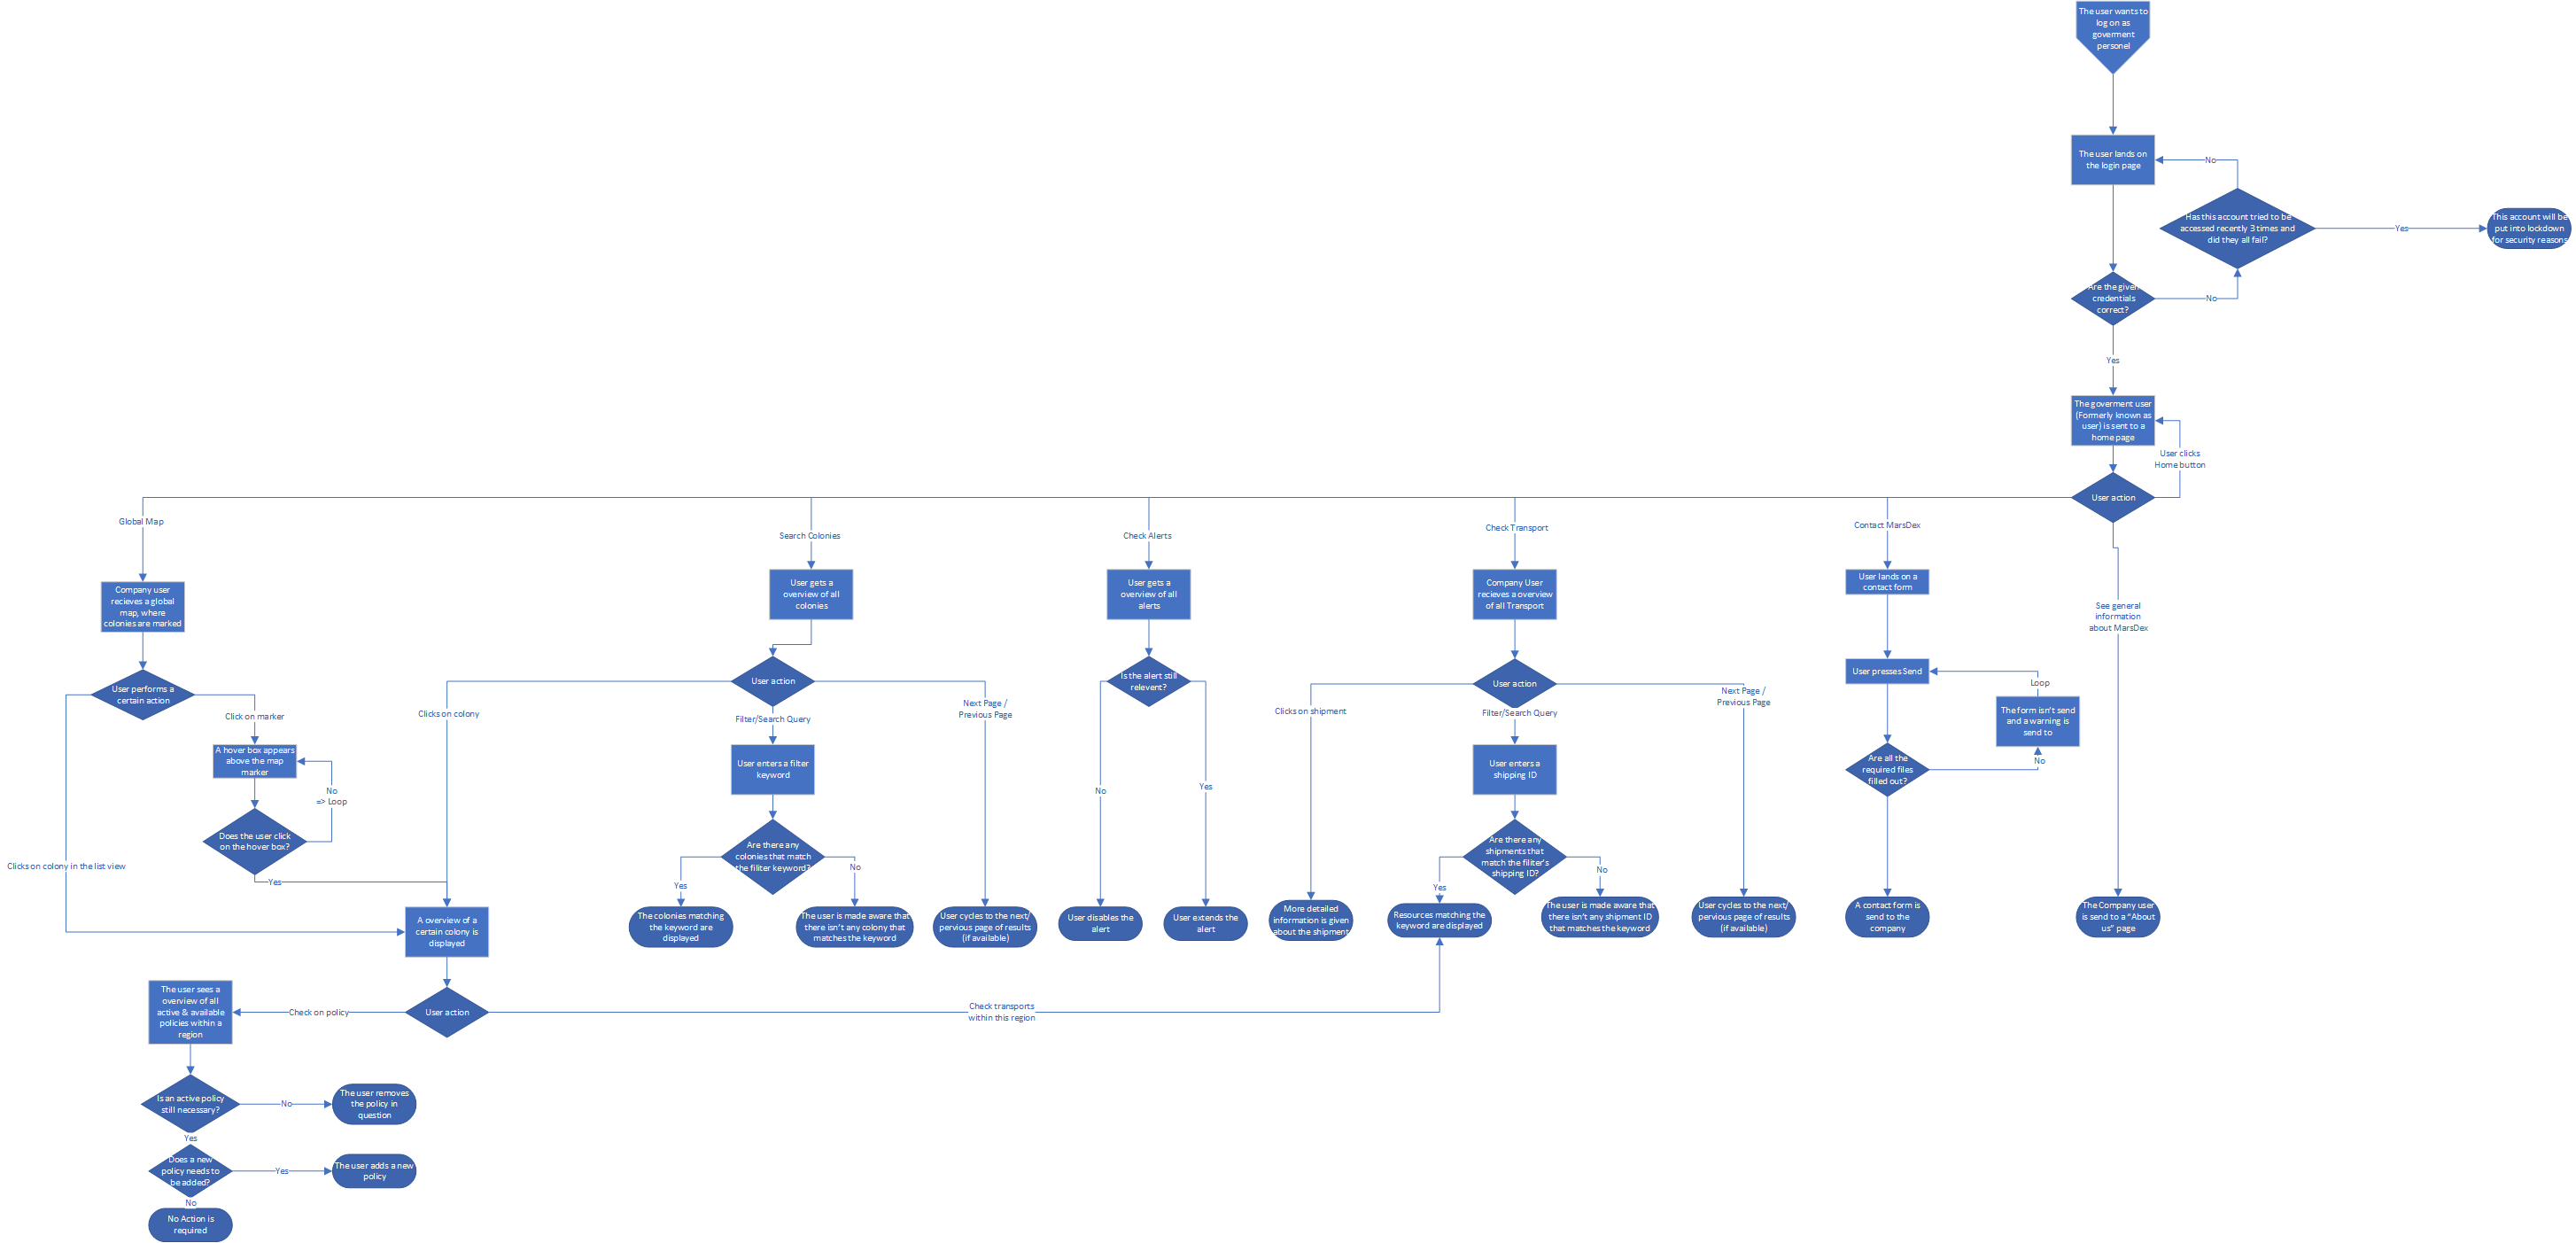 The user wants to
log on as
goverment
personel
The user lands on
the login page
No
Has this account tried to be
accessed recently 3 times and
did they all fail?
Yes
This account will be
put into lockdown
for security reasons
Are the given
credentials
correct?
No
Yes
The goverment user
(Formerly known as
user) is sent to a
home page
User clicks
Home button
User action
Global Map
Search Colonies
Check Alerts
Check Transport
Contact MarsDex
See general
information
about MarsDex
Company user
recieves a global
map, where
colonies are marked
User gets a
overview of all
colonies
User gets a
overview of all
alerts
Company User
recieves a overview
of all Transport
User lands on a
contact form
User performs a
certain action
Click on marker
Clicks on colony
User action
Filter/Search Query
Next Page /
Previous Page
Is the alert still
relevent?
Clicks on shipment
User action
Filter/Search Query
Next Page /
Previous Page
User presses Send
Loop
The form isn't send
and a warning is
send to
No
A hover box appears
above the map
marker
No
=> Loop
User enters a filter
keyword
No
Yes
User enters a
shipping ID
Are all the
required files
filled out?
Does the user click
on the hover box?
Yes
Clicks on colony in the list view
Are there any
colonies that match
the filiter keyword?
Yes
No
Are there any
shipments that
match the filiter's
shipping ID?
Yes
No
A overview of a
certain colony is
displayed
The colonies matching
the keyword are
displayed
The user is made aware that
there isn't any colony that
matches the keyword
User cycles to the next/
pervious page of results
(if available)
User disables the
alert
User extends the
alert
More detailed
information is given
about the shipment
Resources matching the
keyword are displayed
The user is made aware that
there isn't any shipment ID
that matches the keyword
User cycles to the next/
pervious page of results
(if available)
A contact form is
send to the
company
The Company user
is send to a "About
us" page
The user sees a
overview of all
active & available
policies within a
region
Check on policy
User action
Check transports
within this region
Is an active policy
still necessary?
No
The user removes
the policy in
question
Yes
Does a new
policy needs to
be added?
Yes
The user adds a new
policy
No
No Action is
required